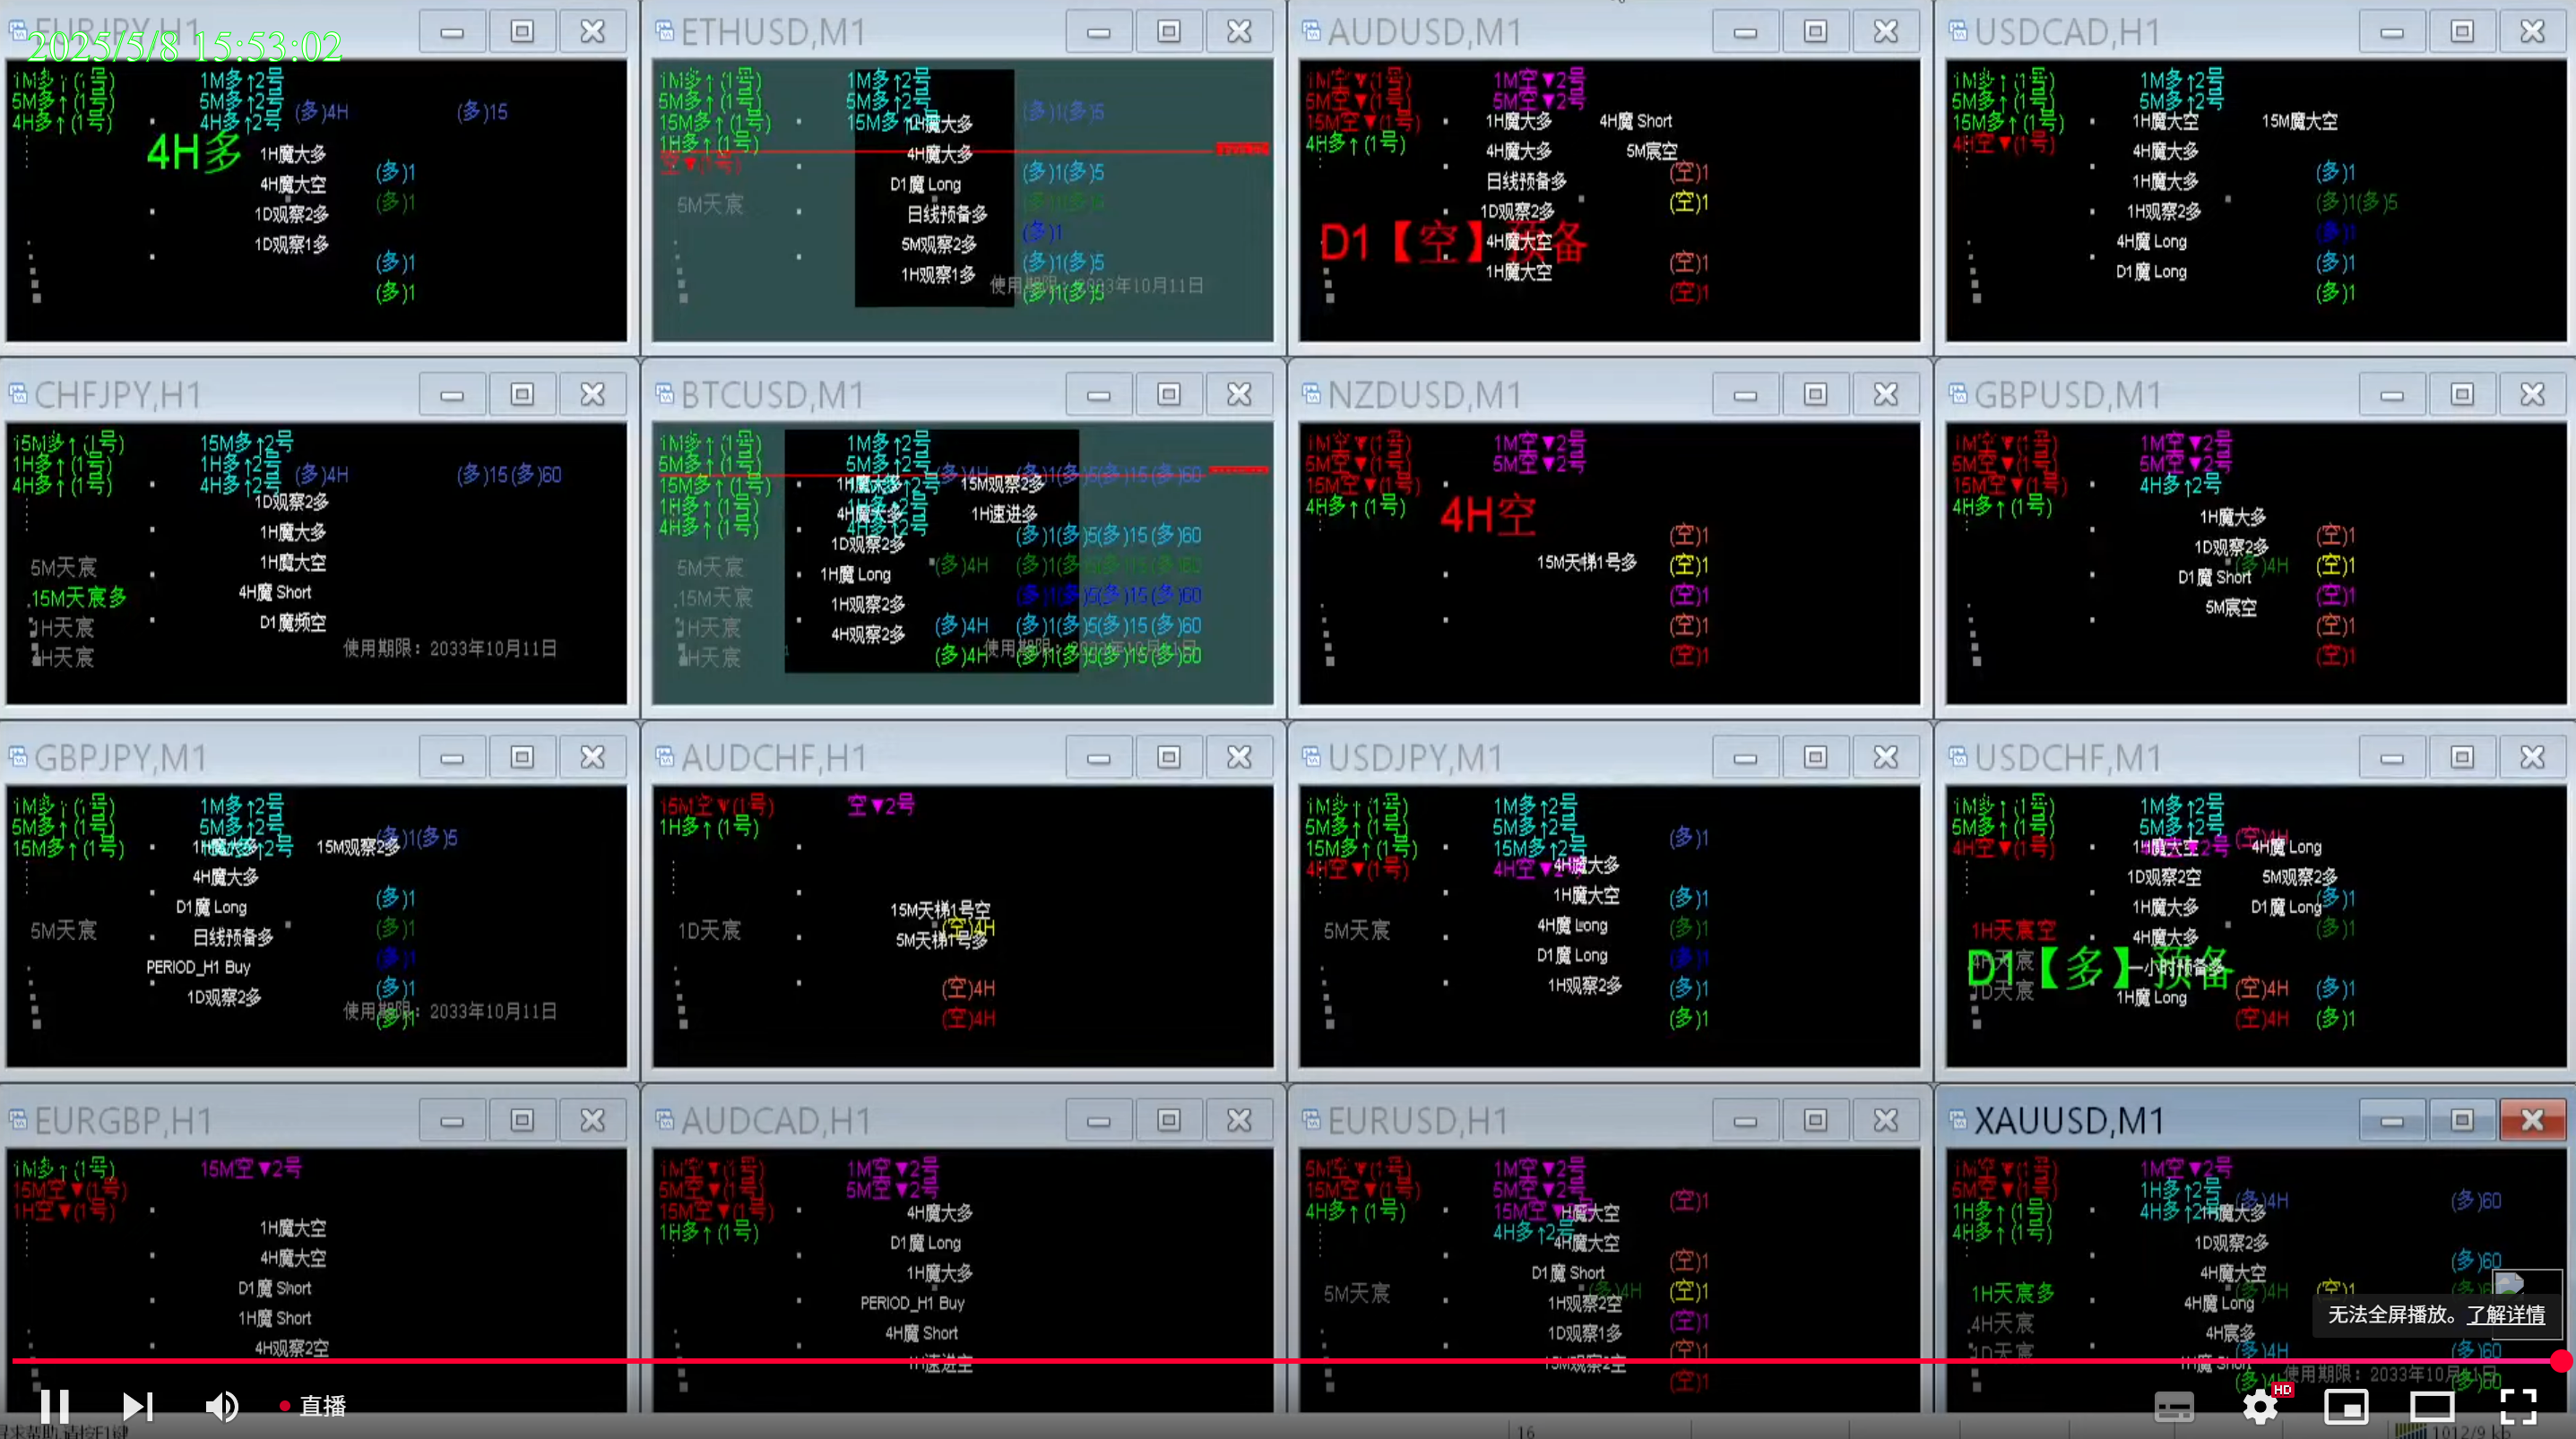 EURJPY,H1
2025/5/8 15:53:02
1M多↑(1号)
5M多↑(1号)
4H多↑(1号)
1M多↑2号
5M多↑2号
4H多↑2号
(多)4H
(多)15
4H多
1H魔大多
4H魔大空
1D观察2多
1D观察1多
(多)1
(多)1
(多)1
(多)1
ETHUSD,M1
1M多↑(1号)
5M多↑(1号)
15M多↑(1号)
1H多↑(1号)
空▼(1号)
1M多↑2号
5M多↑2号
15M多↑2号
(多)1(多)5
5M天宸
1H魔大多
4H魔大多
D1魔 Long
日线预备多
5M观察2多
1H观察1多
(多)1(多)5
(多)1
(多)1(多)5
(多)1(多)5
使用期限：2033年10月11日
AUDUSD,M1
1M空▼(1号)
5M空▼(1号)
15M空▼(1号)
4H多↑(1号)
1M空▼2号
5M空▼2号
1H魔大多
4H魔 Short
4H魔大多
5M宸空
日线预备多
1D观察2多
D1【空】预备
4H魔大空
1H魔大空
(空)1
(空)1
(空)1
(空)1
USDCAD,H1
1M多↑(1号)
5M多↑(1号)
15M多↑(1号)
4H空▼(1号)
1M多↑2号
5M多↑2号
1H魔大空
15M魔大空
4H魔大多
1H魔大多
1H观察2多
4H魔 Long
D1魔 Long
(多)1
(多)1(多)5
(多)1
(多)1
(多)1
CHFJPY,H1
15M多↑(1号)
1H多↑(1号)
4H多↑(1号)
15M多↑2号
1H多↑2号
4H多↑2号
(多)4H
(多)15(多)60
1D观察2多
1H魔大多
1H魔大空
4H魔 Short
D1魔频空
5M天宸
15M天宸多
1H天宸
4H天宸
使用期限：2033年10月11日
BTCUSD,M1
1M多↑(1号)
5M多↑(1号)
15M多↑(1号)
1H多↑(1号)
4H多↑(1号)
1M多↑2号
5M多↑2号
(多)4H
(多)1(多)5(多)15(多)60
1H魔大多
15M观察2多
4H魔大多
1H速进多
1D观察2多
1H魔 Long
1H观察2多
4H观察2多
5M天宸
15M天宸
1H天宸
4H天宸
(多)1(多)5(多)15(多)60
(多)4H
(多)1(多)5(多)15(多)60
(多)4H
(多)1(多)5(多)15(多)60
(多)4H
(多)1(多)5(多)15(多)60
NZDUSD,M1
1M空▼(1号)
5M空▼(1号)
15M空▼(1号)
4H多↑(1号)
1M空▼2号
5M空▼2号
4H空
15M天梯1号多
(空)1
(空)1
(空)1
(空)1
(空)1
GBPUSD,M1
1M空▼(1号)
5M空▼(1号)
15M空▼(1号)
4H多↑(1号)
1M空▼2号
5M空▼2号
4H多↑2号
1H魔大多
1D观察2多
(多)4H
D1魔 Short
5M宸空
(空)1
(空)1
(空)1
(空)1
(空)1
GBPJPY,M1
1M多↑(1号)
5M多↑(1号)
15M多↑(1号)
1M多↑2号
5M多↑2号
15M多↑2号
(多)1(多)5
1H魔大多
15M观察2多
4H魔大多
D1魔 Long
日线预备多
PERIOD_H1 Buy
1D观察2多
5M天宸
(多)1
(多)1
(多)1
(多)1
(多)1
使用期限：2033年10月11日
AUDCHF,H1
15M空▼(1号)
1H多↑(1号)
空▼2号
15M天梯1号空
(空)4H
5M天梯1号多
1D天宸
(空)4H
(空)4H
USDJPY,M1
1M多↑(1号)
5M多↑(1号)
15M多↑(1号)
4H空▼(1号)
1M多↑2号
5M多↑2号
15M多↑2号
4H空▼2号
4H魔大多
1H魔大空
4H魔 Long
D1魔 Long
1H观察2多
5M天宸
(多)1
(多)1
(多)1
(多)1
(多)1
(多)1
USDCHF,M1
1M多↑(1号)
5M多↑(1号)
4H空▼(1号)
1M多↑2号
5M多↑2号
(空)4H
1H魔大空
4H魔 Long
1D观察2空
5M观察2多
1H魔大多
D1魔 Long
4H魔大多
一小时预备多
1H魔 Long
1H天宸空
4H天宸
1D天宸
D1【多】预备
(多)1
(多)1
(空)4H
(多)1
(空)4H
(多)1
EURGBP,H1
1M多↑(1号)
15M空▼(1号)
1H空▼(1号)
15M空▼2号
1H魔大空
4H魔大空
D1魔 Short
1H魔 Short
4H观察2空
AUDCAD,H1
1M空▼(1号)
5M空▼(1号)
15M空▼(1号)
1H多↑(1号)
1M空▼2号
5M空▼2号
4H魔大多
D1魔 Long
1H魔大多
PERIOD_H1 Buy
4H魔 Short
1H速进空
EURUSD,H1
5M空▼(1号)
15M空▼(1号)
4H多↑(1号)
1M空▼2号
5M空▼2号
15M空▼2号
4H多↑2号
1H魔大空
4H魔大空
D1魔 Short
(多)4H
1H观察2空
1D观察1多
15M观察2空
5M天宸
(空)1
(空)1
(空)1
(空)1
(空)1
(空)1
XAUUSD,M1
1M空▼(1号)
5M空▼(1号)
1H多↑(1号)
4H多↑(1号)
1M空▼2号
1H多↑2号
4H多↑2号
(多)4H
(多)60
1H魔大多
1D观察2多
4H魔大空
(多)4H
4H魔 Long
4H宸多
1H魔 Short
1H天宸多
4H天宸
1D天宸
(多)60
(空)1
(多)4H
(多)60
使用期限：2033年10月11日
无法全屏播放。了解详情
直播
HD
16